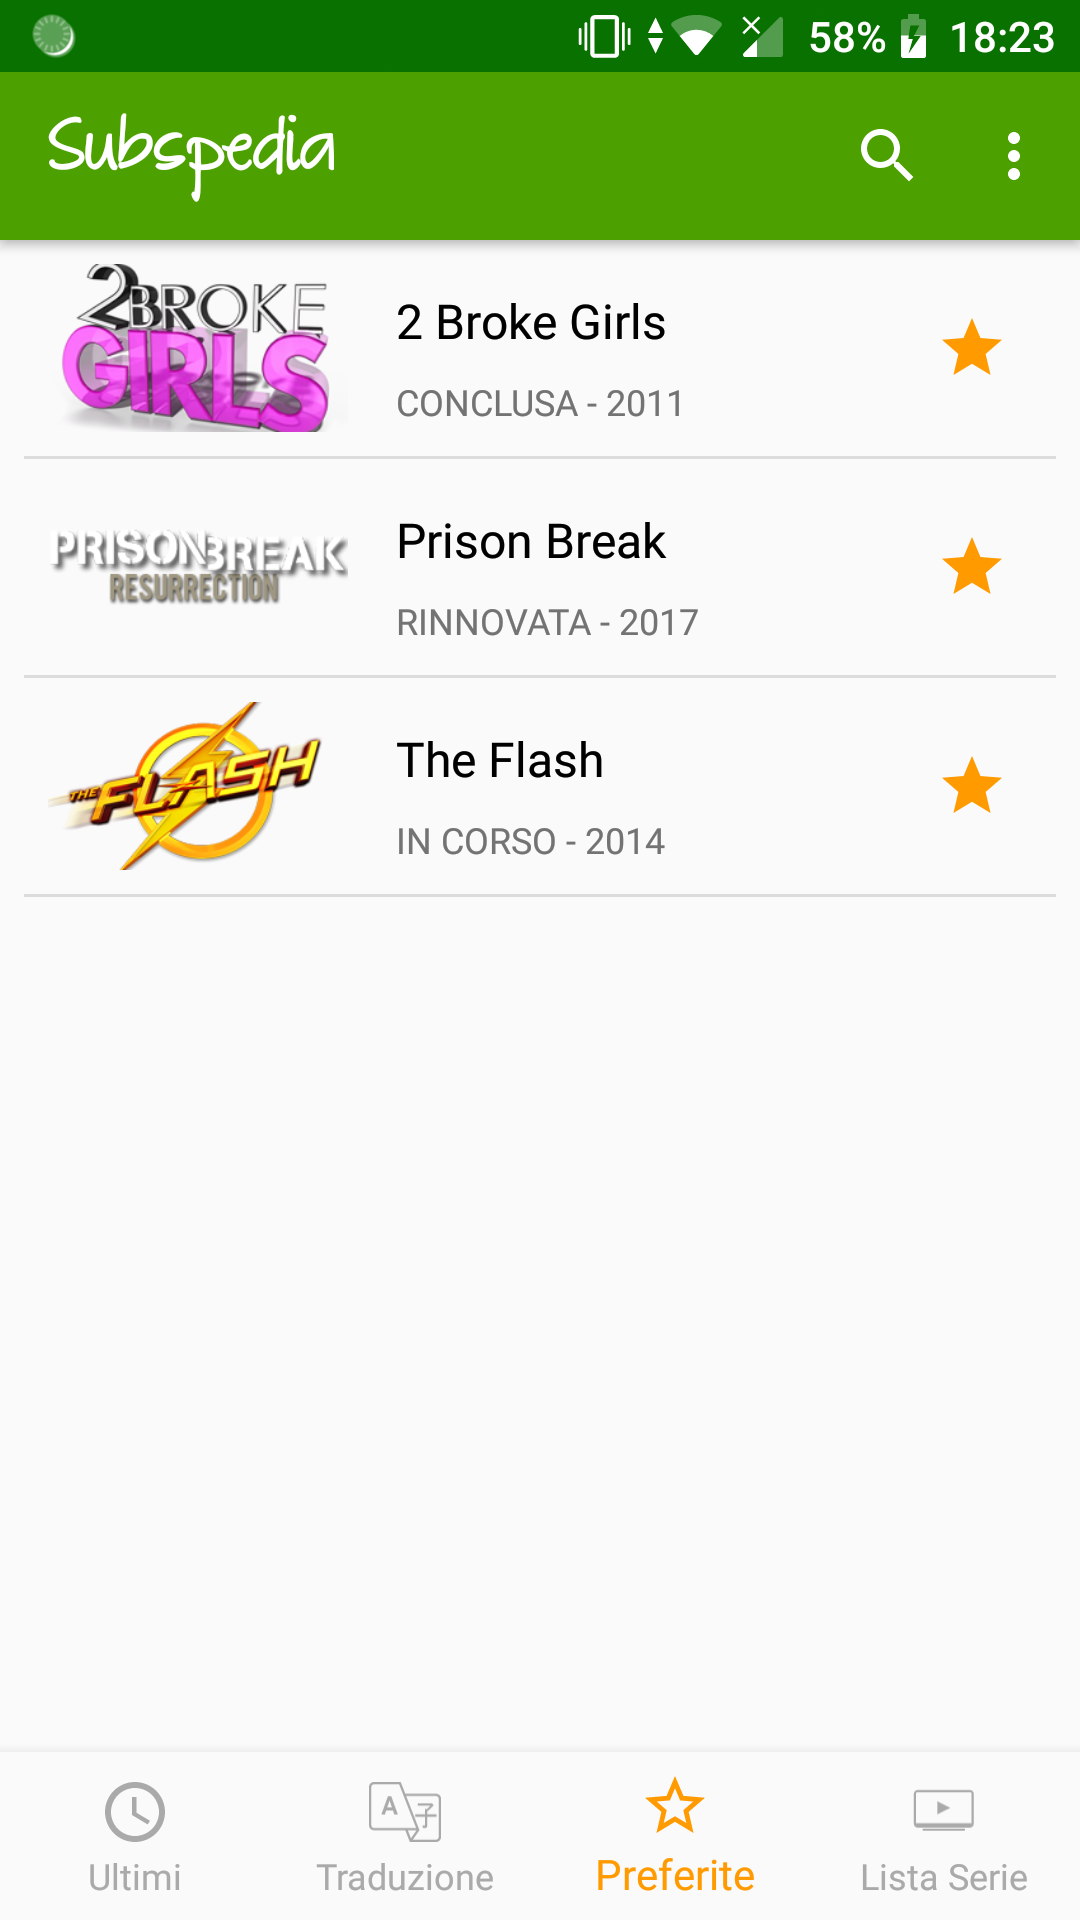 58% 18:23
Subspedia
2 BROKE
GIRLS
2 Broke Girls
CONCLUSA - 2011
PRISON BREAK
RESURRECTION
Prison Break
RINNOVATA - 2017
THE FLASH
The Flash
IN CORSO - 2014
A 子
Ultimi
Traduzione
Preferite
Lista Serie